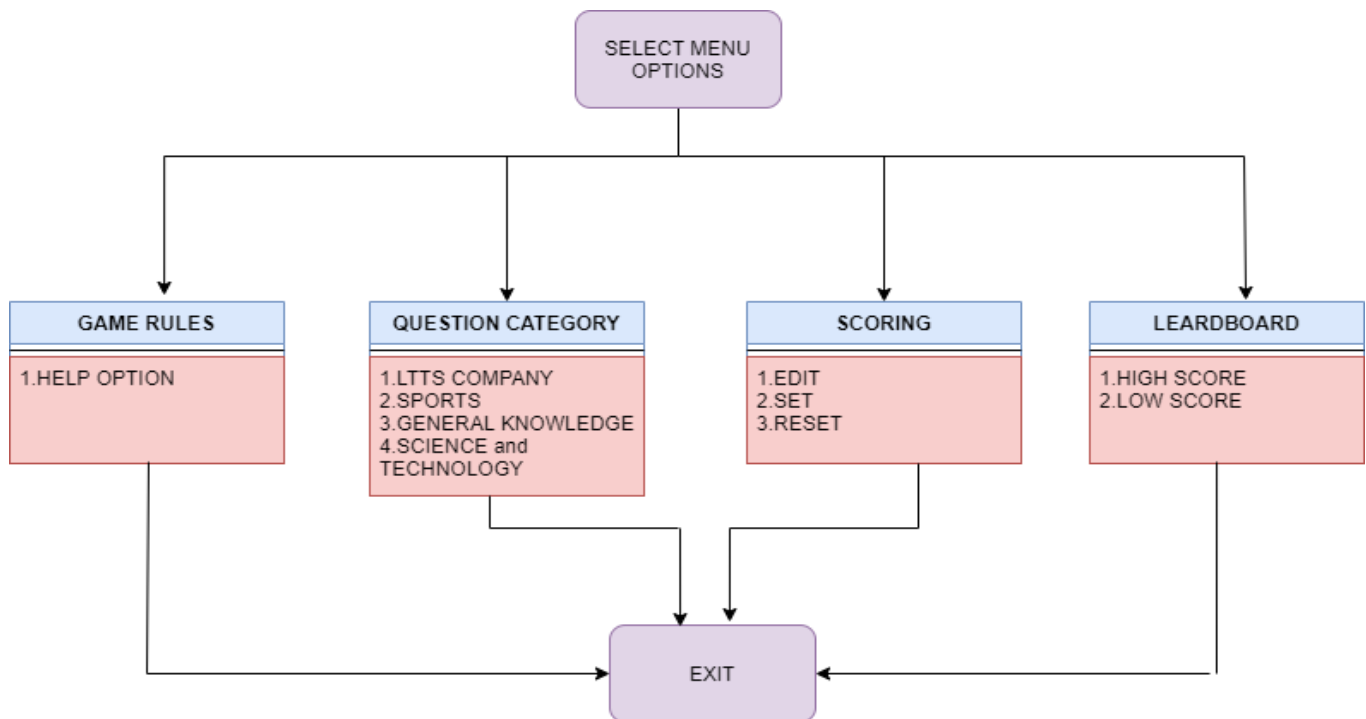 SELECT MENU
OPTIONS
GAME RULES
1.HELP OPTION
QUESTION CATEGORY
1.LTTS COMPANY
2.SPORTS
3.GENERAL KNOWLEDGE
4.SCIENCE and
TECHNOLOGY
SCORING
1.EDIT
2.SET
3.RESET
LEARDBOARD
1.HIGH SCORE
2.LOW SCORE
EXIT